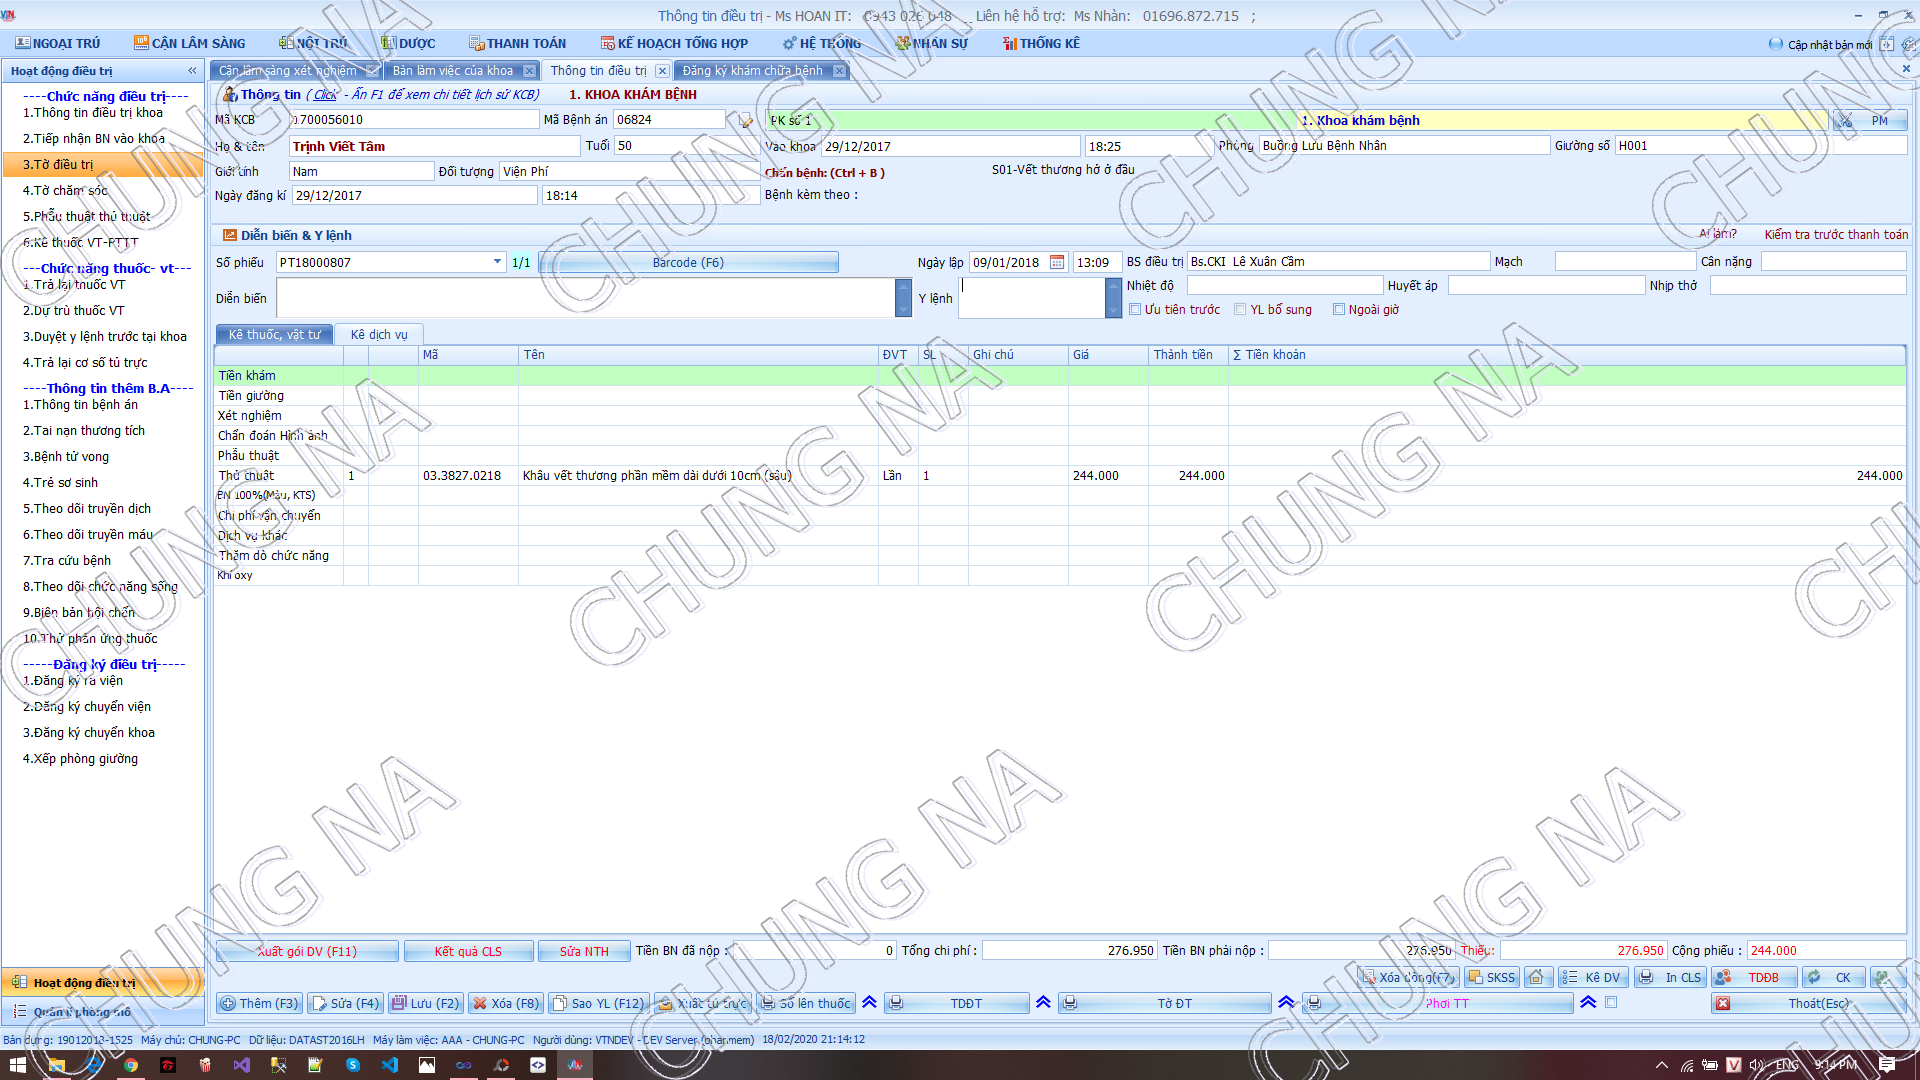 Thông tin điều trị - Ms HOAN IT: 0943 026 048 __ Liên hệ hỗ trợ: Ms Nhàn: 01696.872.715 ;
NGOẠI TRÚ CẬN LÂM SÀNG NỘI TRÚ DƯỢC THANH TOÁN KẾ HOẠCH TỔNG HỢP HỆ THỐNG NHÂN SỰ THỐNG KÊ Cập nhật bản mới
Hoạt động điều trị «
Cận lâm sàng xét nghiệm Bàn làm việc của khoa Thông tin điều trị Đăng ký khám chữa bệnh
----Chức năng điều trị----
1.Thông tin điều trị khoa
2.Tiếp nhận BN vào khoa
3.Tờ điều trị
4.Tờ chăm sóc
5.Phẫu thuật thủ thuật
6.Kê thuốc VT-PTTT
---Chức năng thuốc- vt---
1.Trả lại thuốc VT
2.Dự trù thuốc VT
3.Duyệt y lệnh trước tại khoa
4.Trả lại cơ số tủ trực
----Thông tin thêm B.A----
1.Thông tin bệnh án
2.Tai nạn thương tích
3.Bệnh tử vong
4.Trẻ sơ sinh
5.Theo dõi truyền dịch
6.Theo dõi truyền máu
7.Tra cứu bệnh
8.Theo dõi chức năng sống
9.Biên bản hội chẩn
10.Thử phản ứng thuốc
-----Đăng ký điều trị-----
1.Đăng ký ra viện
2.Đăng ký chuyển viện
3.Đăng ký chuyển khoa
4.Xếp phòng giường
Hoạt động điều trị
Quản lí phòng mổ
Thông tin ( Click - Ấn F1 để xem chi tiết lịch sử KCB) 1. KHOA KHÁM BỆNH
Mã KCB 1700056010 Mã Bệnh án 06824 PK số 1 1. Khoa khám bệnh PM
Họ & tên Trịnh Viết Tâm Tuổi 50 Vào khoa 29/12/2017 18:25 Phòng Buồng Lưu Bệnh Nhân Giường số H001
Giới tính Nam Đối tượng Viện Phí Chẩn bệnh: (Ctrl + B ) S01-Vết thương hở ở đầu
Ngày đăng kí 29/12/2017 18:14 Bệnh kèm theo :
Diễn biến & Y lệnh Ai làm? Kiểm tra trước thanh toán
Số phiếu PT18000807 1/1 Barcode (F6) Ngày lập 09/01/2018 13:09 BS điều trị Bs.CKI Lê Xuân Cầm Mạch Cân nặng
Diễn biến Y lệnh Nhiệt độ Huyết áp Nhịp thở
Ưu tiên trước YL bổ sung Ngoài giờ
Kê thuốc, vật tư Kê dịch vụ
Mã Tên ĐVT SL Ghi chú Giá Thành tiền Σ Tiền khoản
Tiền khám
Tiền giường
Xét nghiệm
Chẩn đoán Hình ảnh
Phẫu thuật
Thủ thuật 1 03.3827.0218 Khâu vết thương phần mềm dài dưới 10cm (sâu) Lần 1 244.000 244.000 244.000
BN 100%(Máu, KTS)
Chi phí vận chuyển
Dịch vụ khác
Thăm dò chức năng
Khí oxy
Xuất gói DV (F11) Kết quả CLS Sửa NTH Tiền BN đã nộp : 0 Tổng chi phí : 276.950 Tiền BN phải nộp : 276.950 Thiếu: 276.950 Cộng phiếu : 244.000
Xóa dòng(F7) SKSS Kê DV In CLS TDĐB CK
Thêm (F3) Sửa (F4) Lưu (F2) Xóa (F8) Sao YL (F12) Xuất tủ trực Số lên thuốc TDĐT Tờ ĐT Phơi TT Thoát(Esc)
Bản dựng: 19012018-1525 Máy chủ: CHUNG-PC Dữ liệu: DATAST2016LH Máy làm việc: AAA - CHUNG-PC Người dùng: VTNDEV - DEV Server (pharmem) 18/02/2020 21:14:12
ENG 9:14 PM
CHUNG NA
CHUNG NA
CHUNG NA
CHUNG NA
CHUNG NA
CHUNG NA
CHUNG NA
CHUNG NA
CHUNG NA